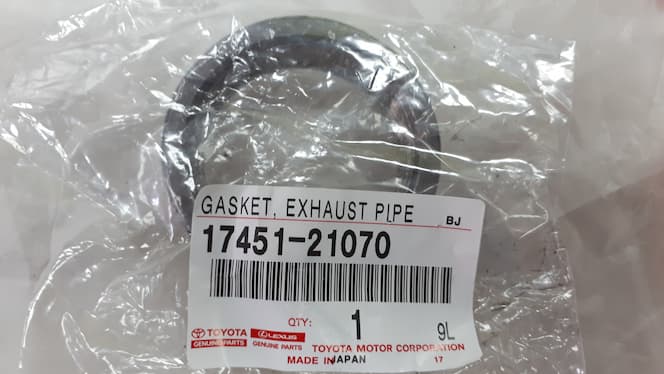 GASKET, EXHAUST PIPE BJ
17451-21070
QTY: 1 9L
TOYOTA LEXUS
GENUINE PARTS GENUINE PARTS TOYOTA MOTOR CORPORATION
MADE IN JAPAN 17